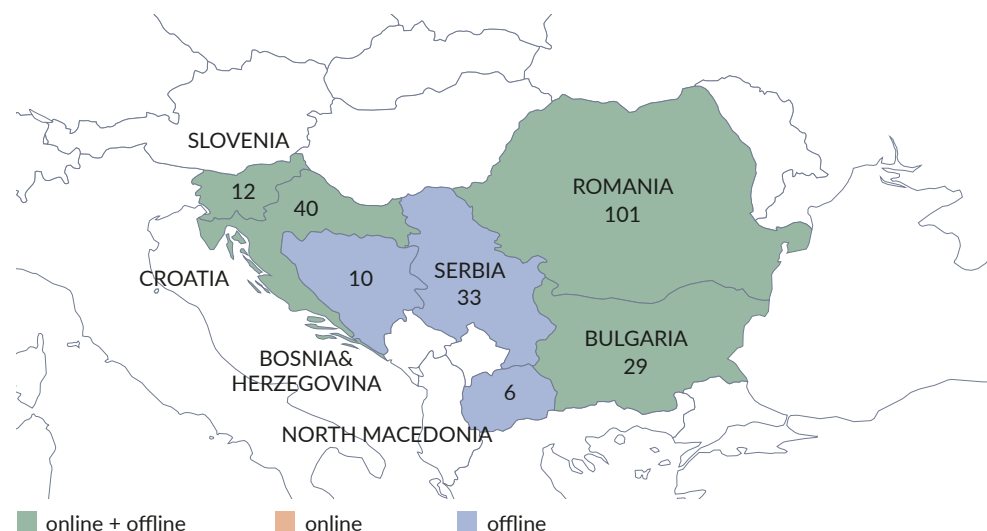 SLOVENIA
12
40
ROMANIA
101
CROATIA
10
SERBIA
33
BULGARIA
29
BOSNIA&
HERZEGOVINA
6
NORTH MACEDONIA
online + offline
online
offline